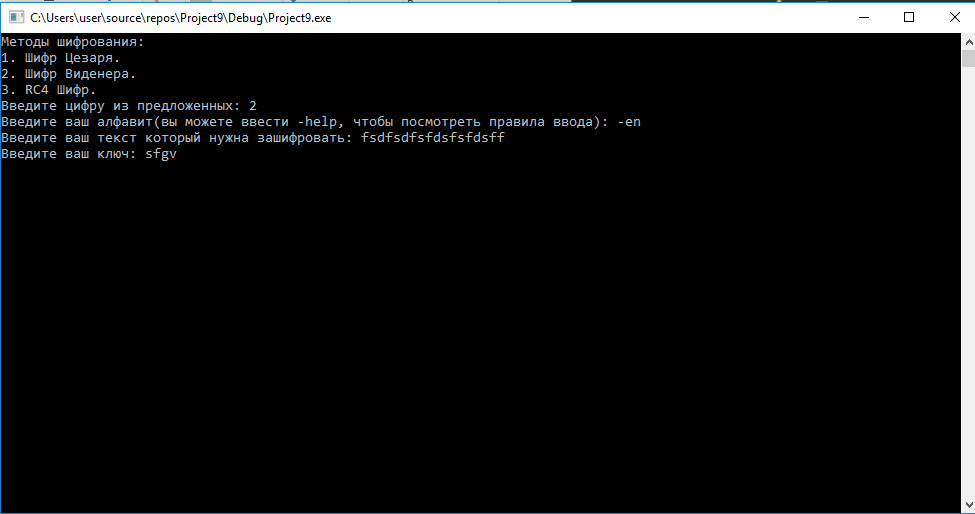 C:\Users\user\source\repos\Project9\Debug\Project9.exe
Методы шифрования:
1. Шифр Цезаря.
2. Шифр Виденера.
3. RC4 Шифр.
Введите цифру из предложенных: 2
Введите ваш алфавит(вы можете ввести -help, чтобы посмотреть правила ввода): -en
Введите ваш текст который нужна зашифровать: fsdfsdfsfdsfsfdsff
Введите ваш ключ: sfgv